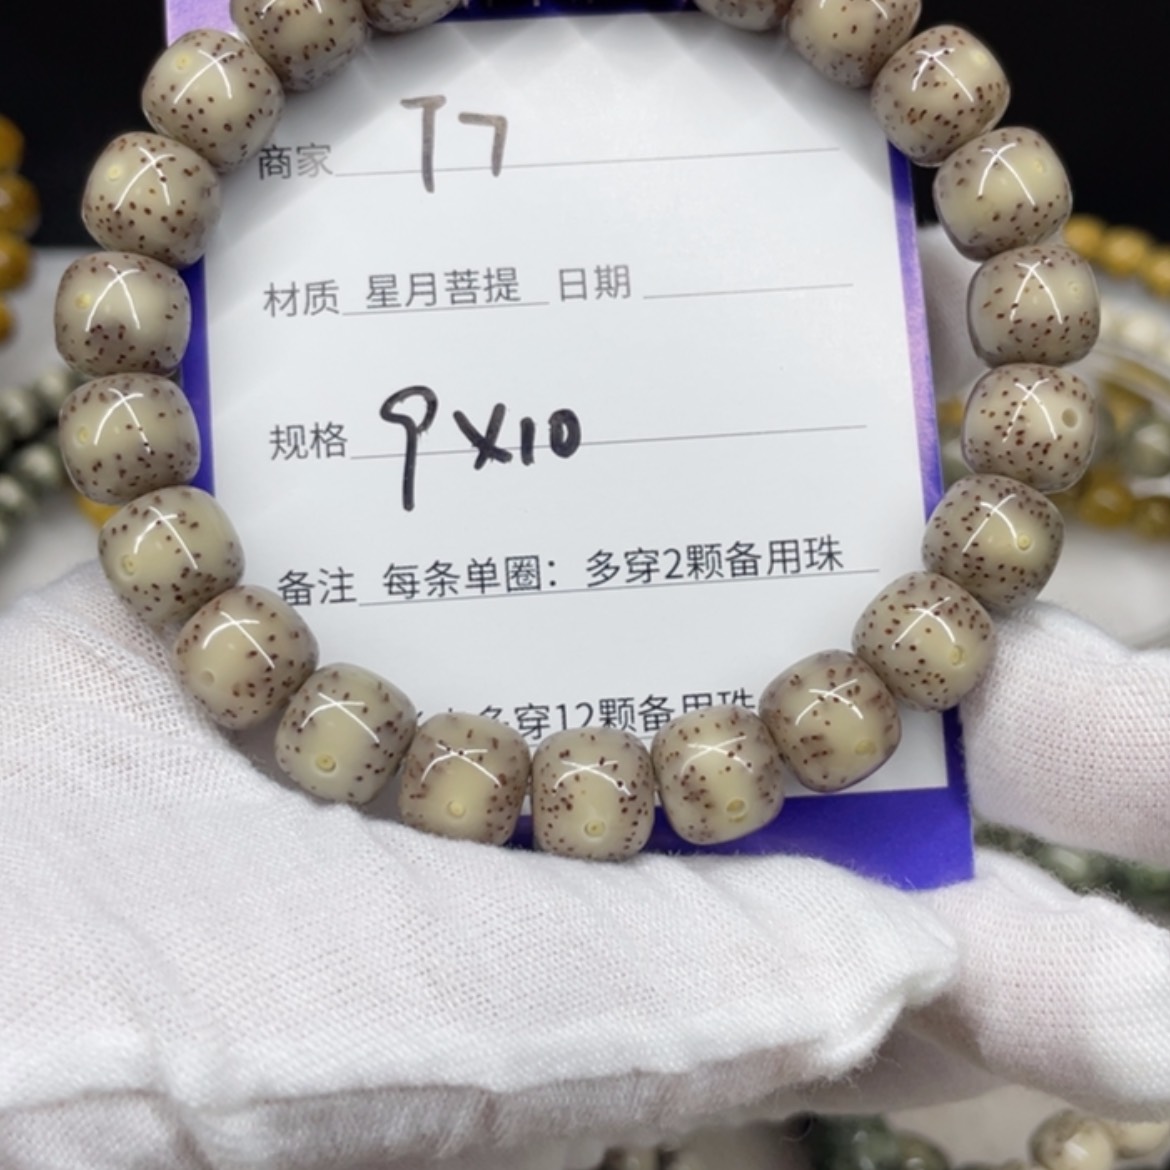 商家 T7
材质 星月菩提 日期
规格 9X10
备注 每条单圈：多穿2颗备用珠
多穿12颗备用珠